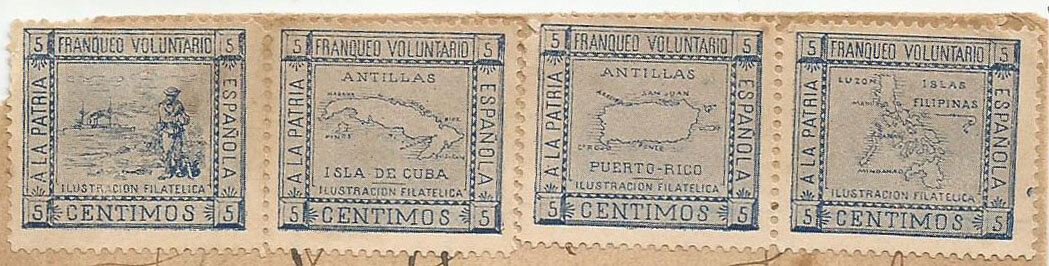 5 FRANQUEO VOLUNTARIO 5
A LA PATRIA
ESPAÑOLA
ILUSTRACION FILATELICA
5 CENTIMOS 5
5 FRANQUEO VOLUNTARIO 5
A LA PATRIA
ESPAÑOLA
ANTILLAS
HABANA
PINOS
ISLA DE CUBA
ILUSTRACION FILATELICA
5 CENTIMOS 5
5 FRANQUEO VOLUNTARIO 5
A LA PATRIA
ESPAÑOLA
ANTILLAS
SAN JUAN
PONCE
PUERTO-RICO
ILUSTRACION FILATELICA
5 CENTIMOS 5
5 FRANQUEO VOLUNTARIO 5
A LA PATRIA
ESPAÑOLA
LUZON
ISLAS
FILIPINAS
MINDANAO
ILUSTRACION FILATELICA
5 CENTIMOS 5